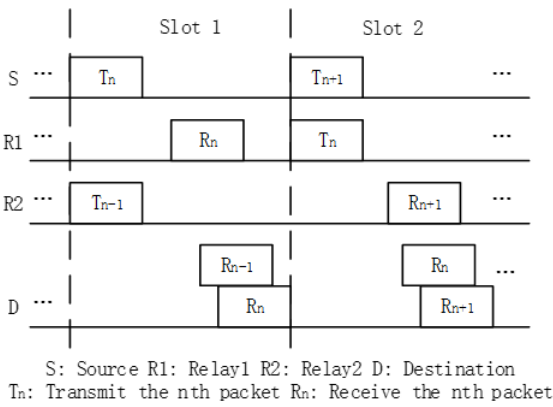 Slot 1 Slot 2
S ... Tn Tn+1 ...
R1 ... Rn Tn ...
R2 ... Tn-1 Rn+1 ...
Rn-1 Rn ...
D ... Rn Rn+1
S: Source R1: Relay1 R2: Relay2 D: Destination
Tn: Transmit the nth packet Rn: Receive the nth packet